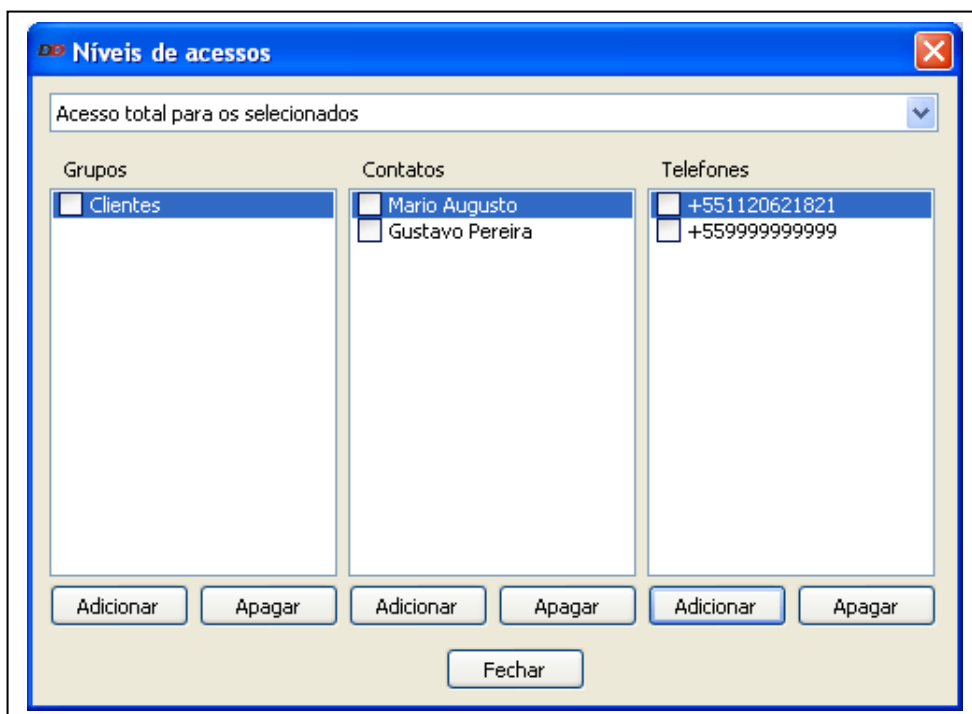 DO Níveis de acessos
Acesso total para os selecionados
Grupos Contatos Telefones
Clientes Mario Augusto +551120621821
Gustavo Pereira +559999999999
Adicionar Apagar Adicionar Apagar Adicionar Apagar
Fechar